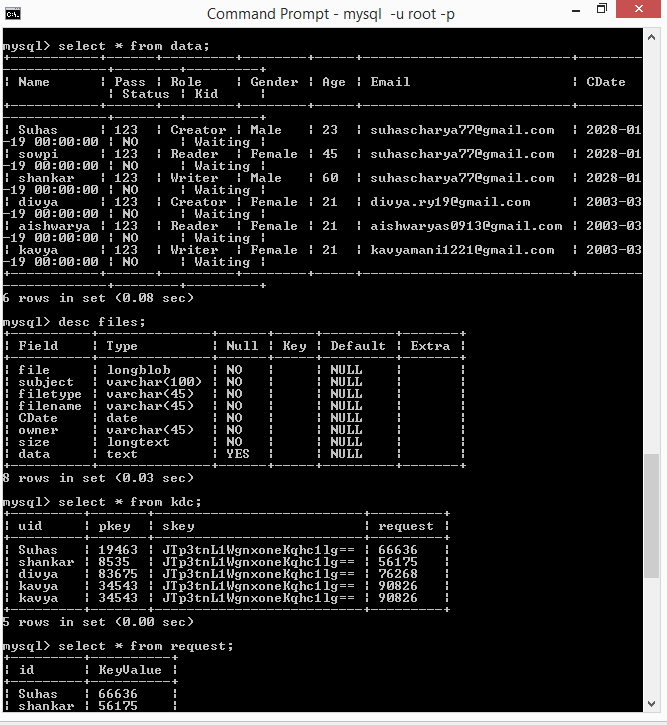 Command Prompt - mysql  -u root -p
mysql> select * from data;
+-----------+------+---------+--------+-----+--------------------------+--------
-------------+--------+---------+
| Name      | Pass | Role    | Gender | Age | Email                    | CDate
             | Status | Kid     |
+-----------+------+---------+--------+-----+--------------------------+--------
-------------+--------+---------+
| Suhas     | 123  | Creator | Male   | 23  | suhascharya77@gmail.com  | 2028-01
-19 00:00:00 | NO     | Waiting |
| sowpi     | 123  | Reader  | Female | 45  | suhascharya77@gmail.com  | 2028-01
-19 00:00:00 | NO     | Waiting |
| shankar   | 123  | Writer  | Male   | 60  | suhascharya77@gmail.com  | 2028-01
-19 00:00:00 | NO     | Waiting |
| divya     | 123  | Creator | Female | 21  | divya.ry19@gmail.com     | 2003-03
-19 00:00:00 | NO     | Waiting |
| aishwarya | 123  | Reader  | Female | 21  | aishwaryas0913@gmail.com | 2003-03
-19 00:00:00 | NO     | Waiting |
| kavya     | 123  | Writer  | Female | 21  | kavyamani1221@gmail.com  | 2003-03
-19 00:00:00 | NO     | Waiting |
+-----------+------+---------+--------+-----+--------------------------+--------
-------------+--------+---------+
6 rows in set (0.08 sec)
mysql> desc files;
+----------+--------------+------+-----+---------+-------+
| Field    | Type         | Null | Key | Default | Extra |
+----------+--------------+------+-----+---------+-------+
| file     | longblob     | NO   |     | NULL    |       |
| subject  | varchar(100) | NO   |     | NULL    |       |
| filetype | varchar(45)  | NO   |     | NULL    |       |
| filename | varchar(45)  | NO   |     | NULL    |       |
| CDate    | date         | NO   |     | NULL    |       |
| owner    | varchar(45)  | NO   |     | NULL    |       |
| size     | longtext     | NO   |     | NULL    |       |
| data     | text         | YES  |     | NULL    |       |
+----------+--------------+------+-----+---------+-------+
8 rows in set (0.03 sec)
mysql> select * from kdc;
+---------+-------+--------------------------+---------+
| uid     | pkey  | skey                     | request |
+---------+-------+--------------------------+---------+
| Suhas   | 19463 | JTp3tnL1WgnxoneKqhc1lg== | 66636   |
| shankar | 8535  | JTp3tnL1WgnxoneKqhc1lg== | 56175   |
| divya   | 83675 | JTp3tnL1WgnxoneKqhc1lg== | 76268   |
| kavya   | 34543 | JTp3tnL1WgnxoneKqhc1lg== | 90826   |
| kavya   | 34543 | JTp3tnL1WgnxoneKqhc1lg== | 90826   |
+---------+-------+--------------------------+---------+
5 rows in set (0.00 sec)
mysql> select * from request;
+---------+----------+
| id      | KeyValue |
+---------+----------+
| Suhas   | 66636    |
| shankar | 56175    |